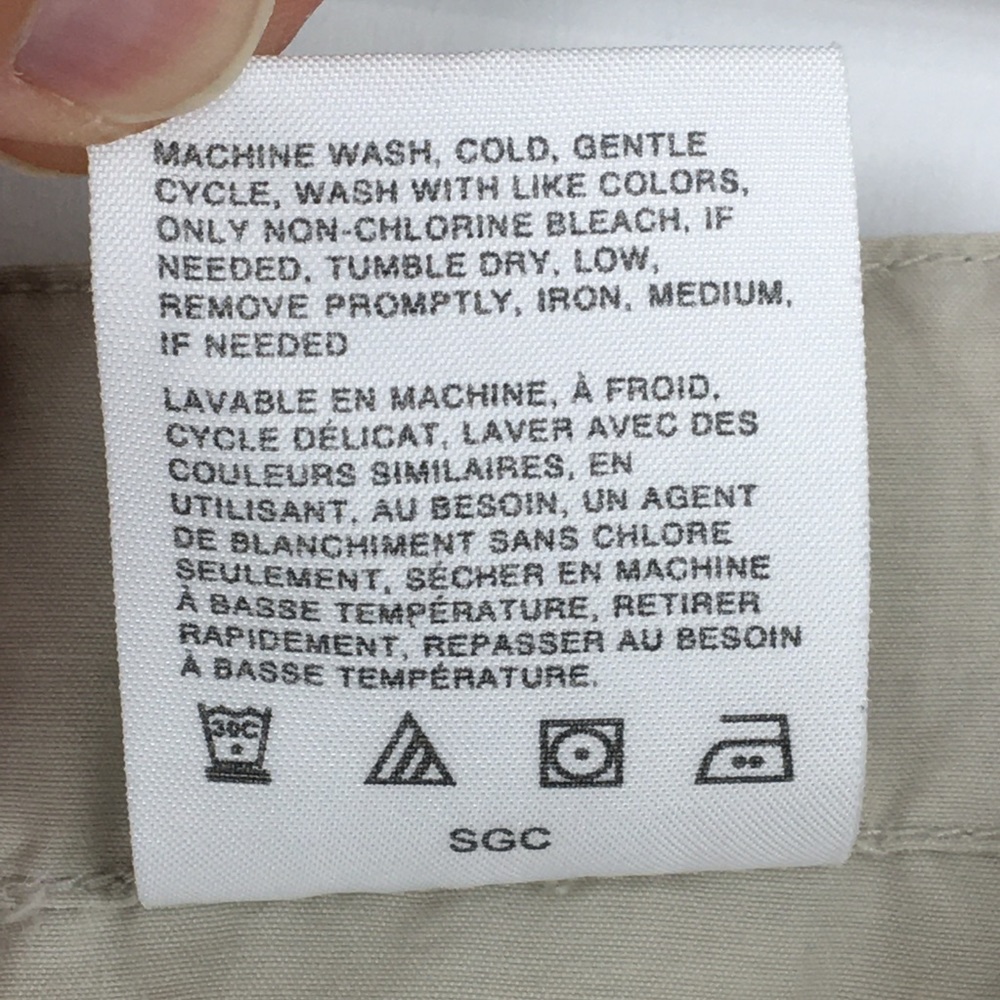 MACHINE WASH, COLD, GENTLE
CYCLE, WASH WITH LIKE COLORS,
ONLY NON-CHLORINE BLEACH, IF
NEEDED, TUMBLE DRY, LOW,
REMOVE PROMPTLY, IRON, MEDIUM,
IF NEEDED
LAVABLE EN MACHINE, À FROID,
CYCLE DÉLICAT, LAVER AVEC DES
COULEURS SIMILAIRES, EN
UTILISANT, AU BESOIN, UN AGENT
DE BLANCHIMENT SANS CHLORE
SEULEMENT, SÉCHER EN MACHINE
À BASSE TEMPÉRATURE, RETIRER
RAPIDEMENT, REPASSER AU BESOIN
À BASSE TEMPÉRATURE.
30C
SGC